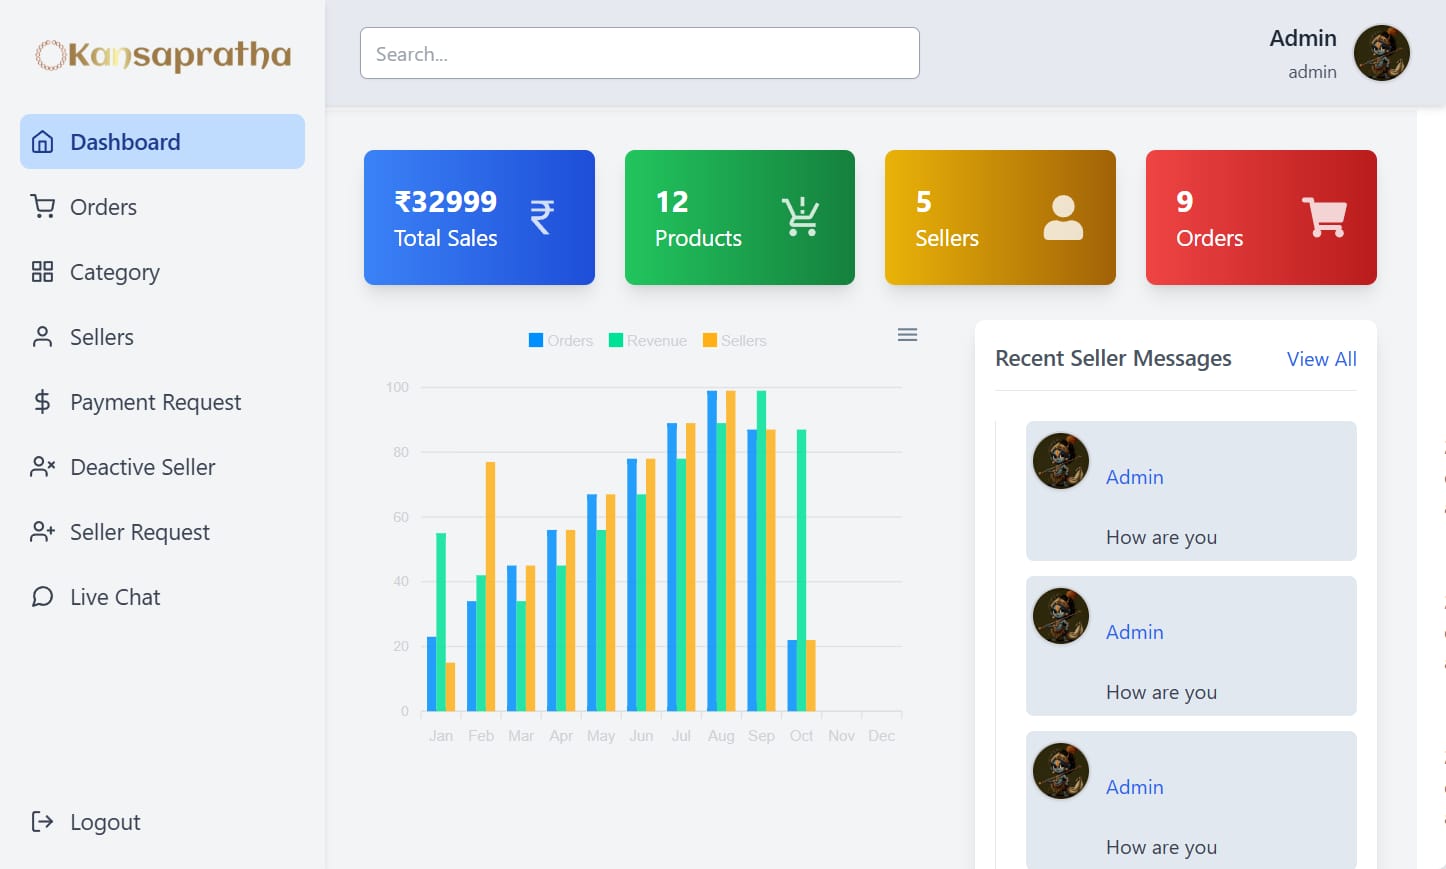 Kansapratha
Dashboard
Orders
Category
Sellers
Payment Request
Deactive Seller
Seller Request
Live Chat
Logout
Search...
Admin
admin
₹32999
Total Sales
12
Products
5
Sellers
9
Orders
Orders Revenue Sellers
100
80
60
40
20
0
Jan Feb Mar Apr May Jun Jul Aug Sep Oct Nov Dec
Recent Seller Messages View All
Admin
How are you
Admin
How are you
Admin
How are you